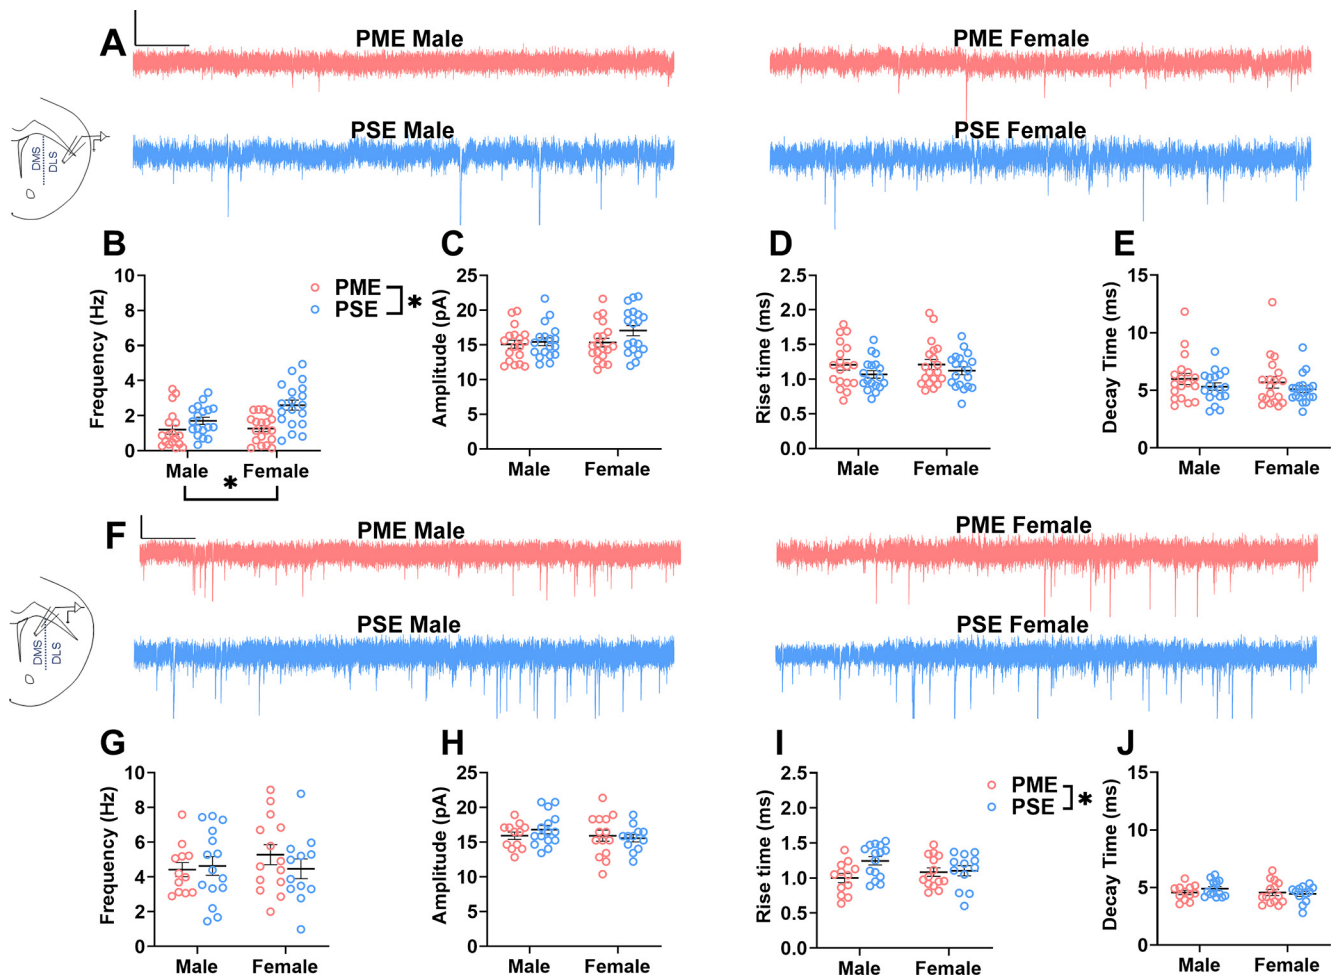 A
PME Male
PME Female
PSE Male
PSE Female
DMS
DLS
B
Frequency (Hz)
10
8
6
4
2
0
Male
Female
*
PME
PSE
*
C
Amplitude (pA)
25
20
15
10
5
0
Male
Female
D
Rise time (ms)
2.5
2.0
1.5
1.0
0.5
0.0
Male
Female
E
Decay Time (ms)
15
10
5
0
Male
Female
F
PME Male
PME Female
PSE Male
PSE Female
DMS
DLS
G
Frequency (Hz)
10
8
6
4
2
0
Male
Female
H
Amplitude (pA)
25
20
15
10
5
0
Male
Female
I
Rise time (ms)
2.5
2.0
1.5
1.0
0.5
0.0
Male
Female
PME
PSE
*
J
Decay Time (ms)
15
10
5
0
Male
Female